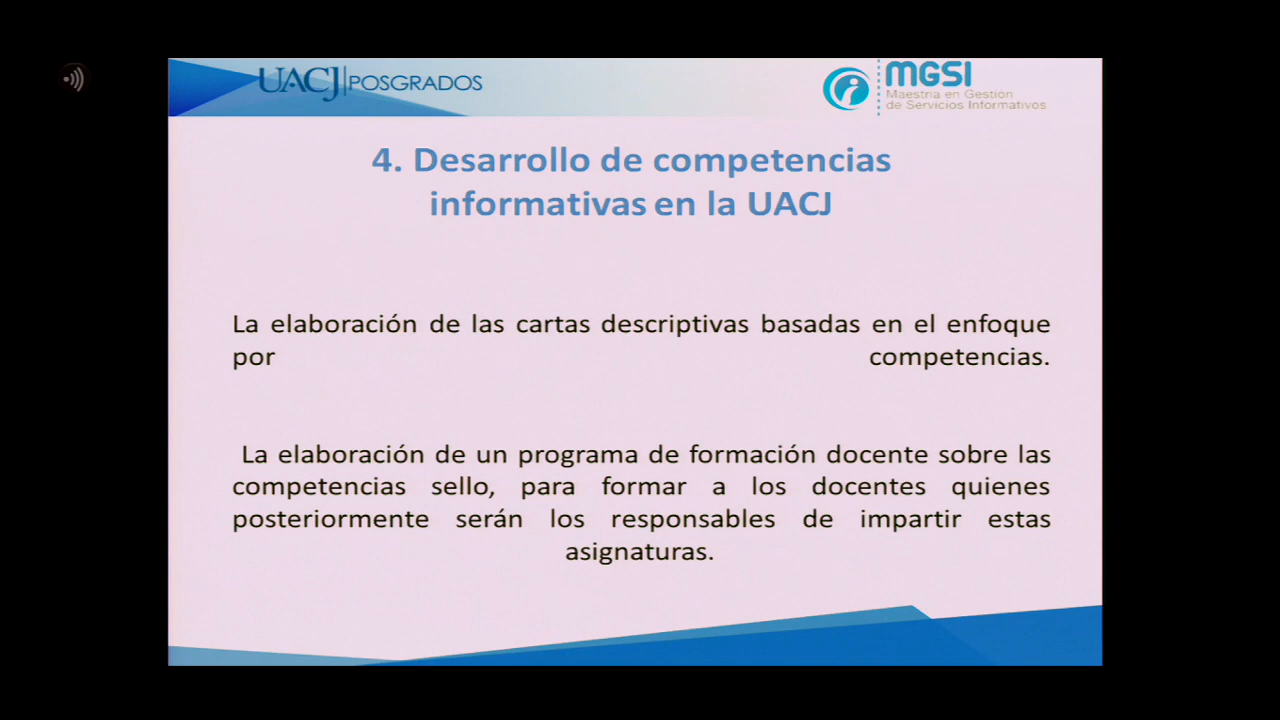 UACJ POSGRADOS
MGSI
Maestría en Gestión
de Servicios Informativos
4. Desarrollo de competencias
informativas en la UACJ
La elaboración de las cartas descriptivas basadas en el enfoque
por competencias.
La elaboración de un programa de formación docente sobre las
competencias sello, para formar a los docentes quienes
posteriormente serán los responsables de impartir estas
asignaturas.